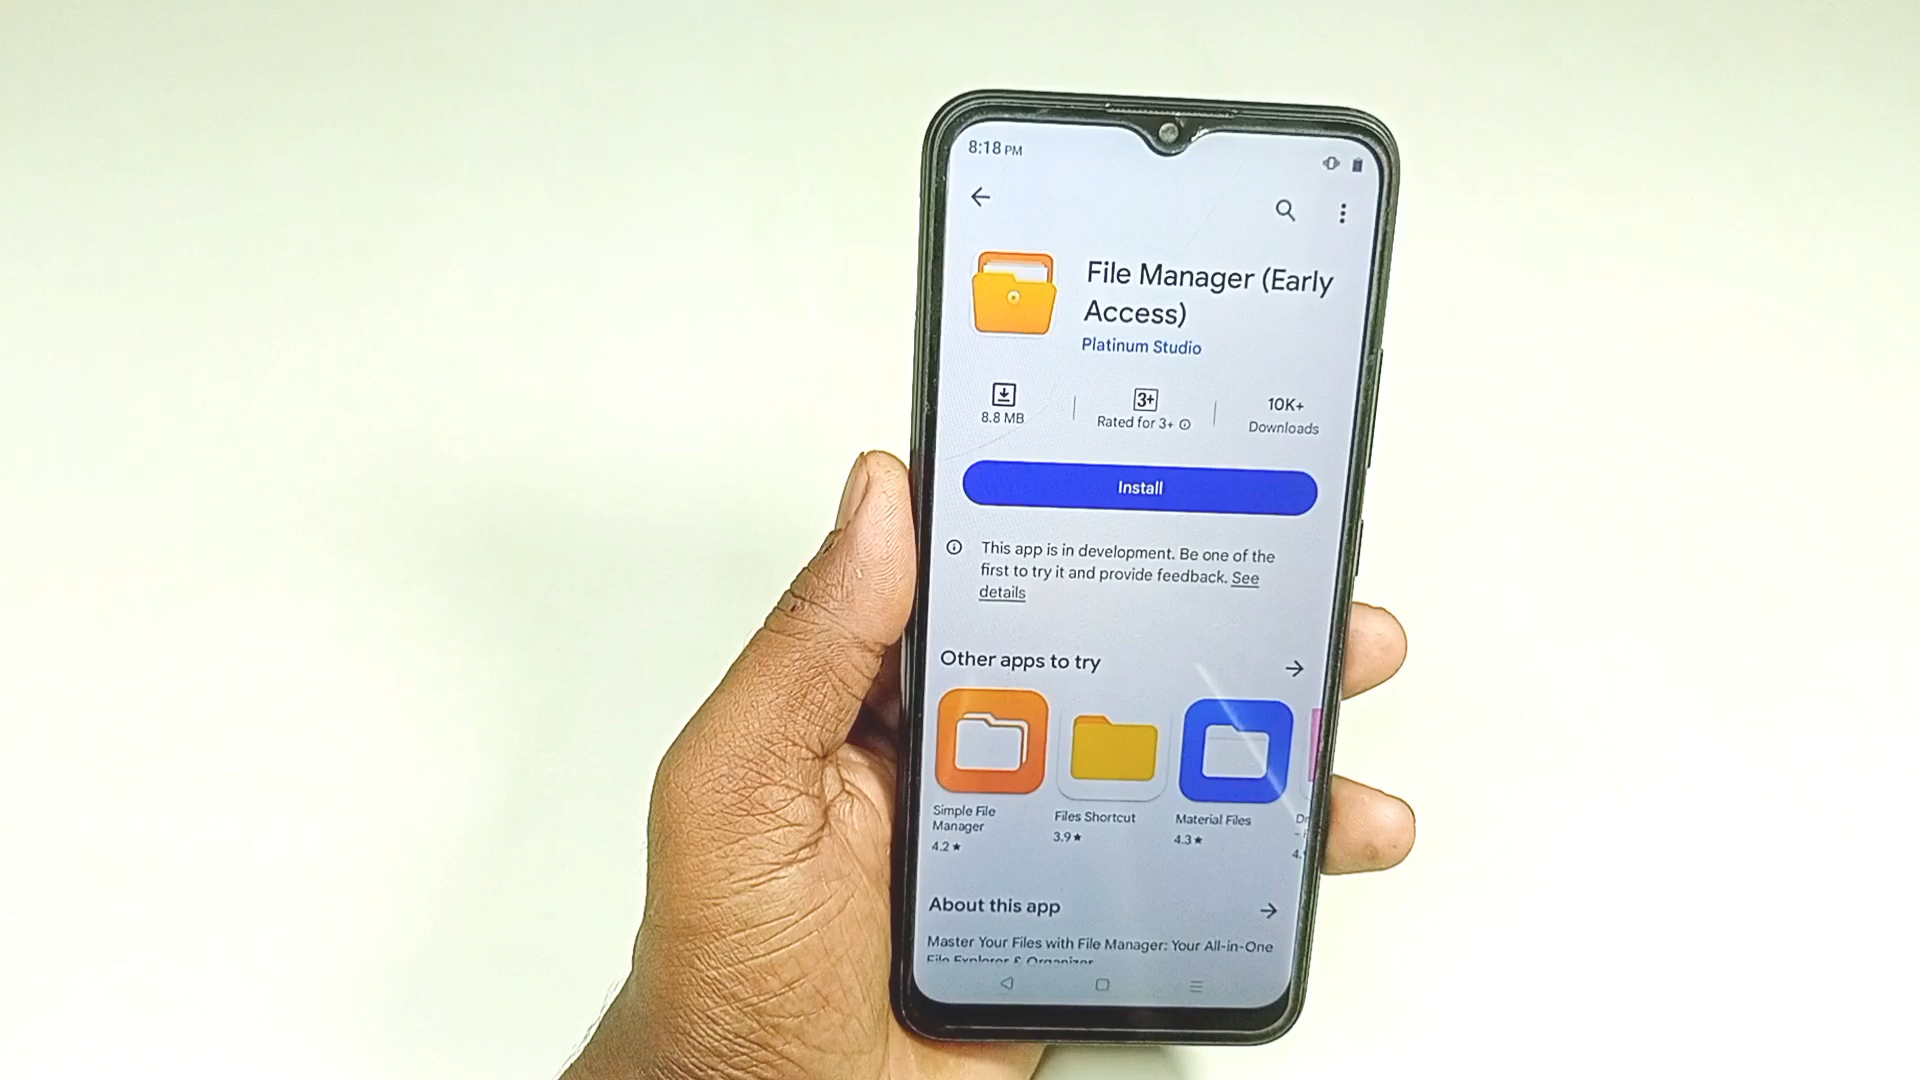 8:18 PM
File Manager (Early
Access)
Platinum Studio
8.8 MB
3+
Rated for 3+
10K+
Downloads
Install
This app is in development. Be one of the
first to try it and provide feedback. See
details
Other apps to try
Simple File
Manager
4.2 ★
Files Shortcut
3.9 ★
Material Files
4.3 ★
About this app
Master Your Files with File Manager: Your All-in-One
File Explorer & Organizer